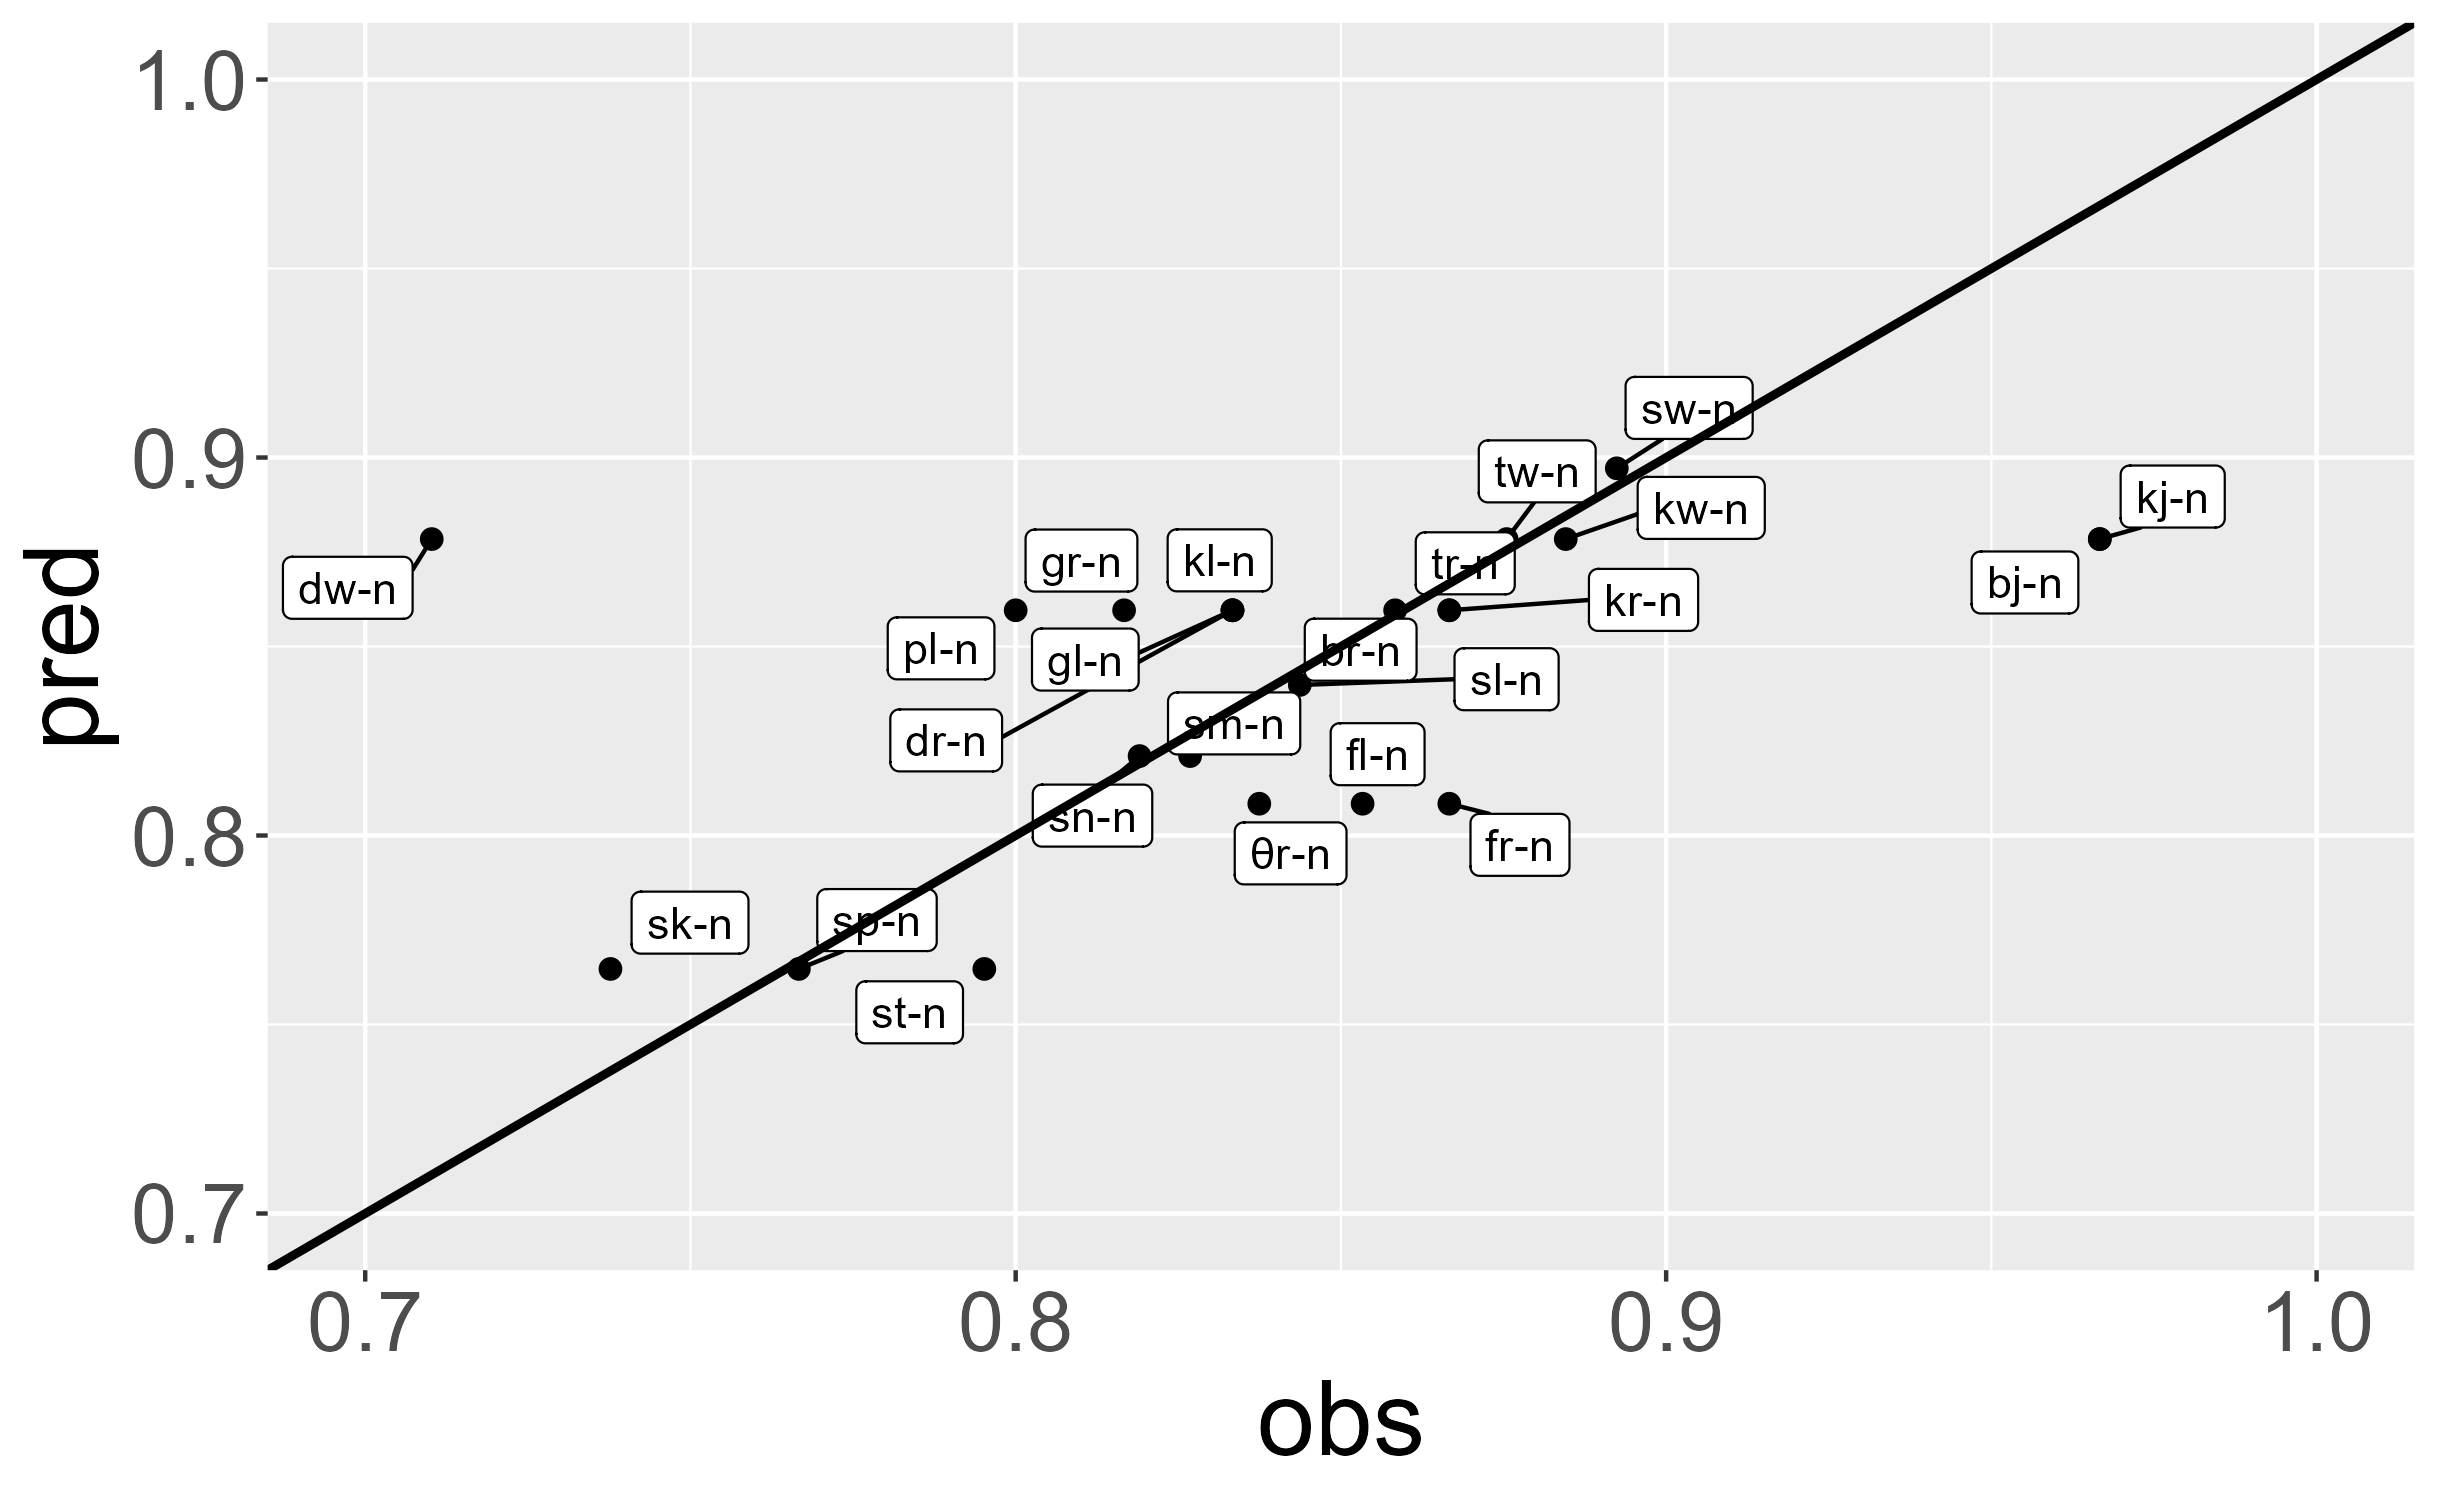 1.0
0.9
0.8
0.7
pred
sw-n
tw-n
kw-n
kj-n
dw-n
gr-n
kl-n
tr-n
kr-n
bj-n
pl-n
gl-n
br-n
sl-n
dr-n
sm-n
fl-n
sn-n
θr-n
fr-n
sk-n
sp-n
st-n
0.7
0.8
0.9
1.0
obs